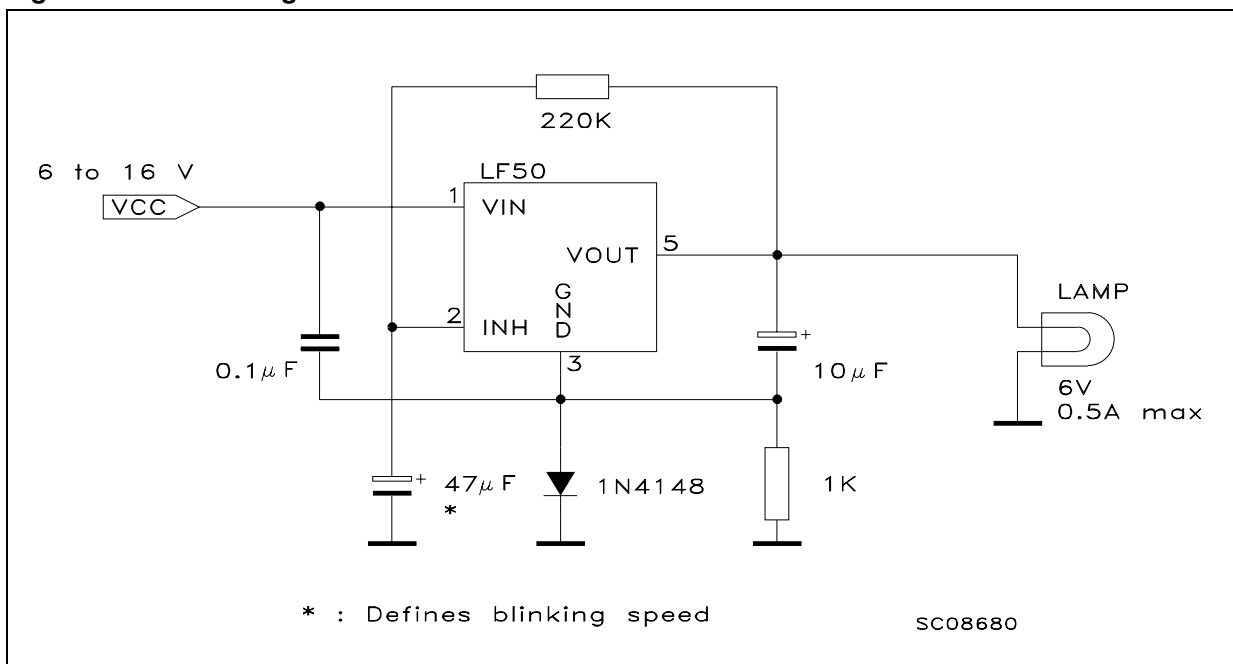 220K
6 to 16 V
LF50
VCC
1
VIN
VOUT
5
GND
2
INH
3
LAMP
0.1μF
+
10μF
6V
0.5A max
+
47μF
*
1N4148
1K
* : Defines blinking speed
SC08680